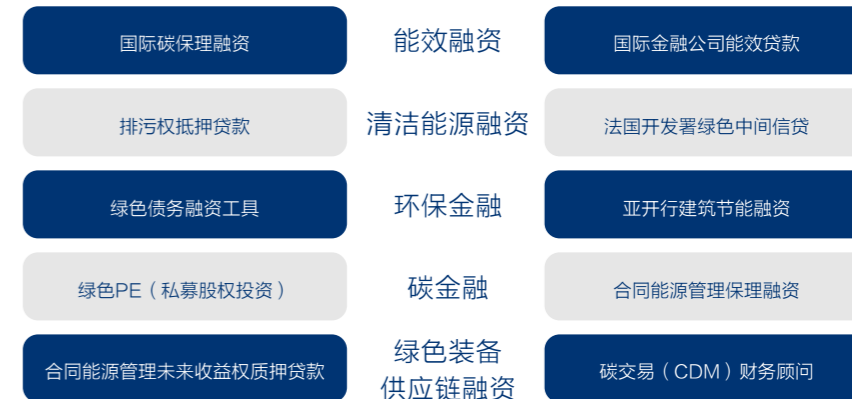 国际碳保理融资
能效融资
国际金融公司能效贷款
排污权抵押贷款
清洁能源融资
法国开发署绿色中间信贷
绿色债务融资工具
环保金融
亚开行建筑节能融资
绿色PE（私募股权投资）
碳金融
合同能源管理保理融资
合同能源管理未来收益权质押贷款
绿色装备
供应链融资
碳交易（CDM）财务顾问